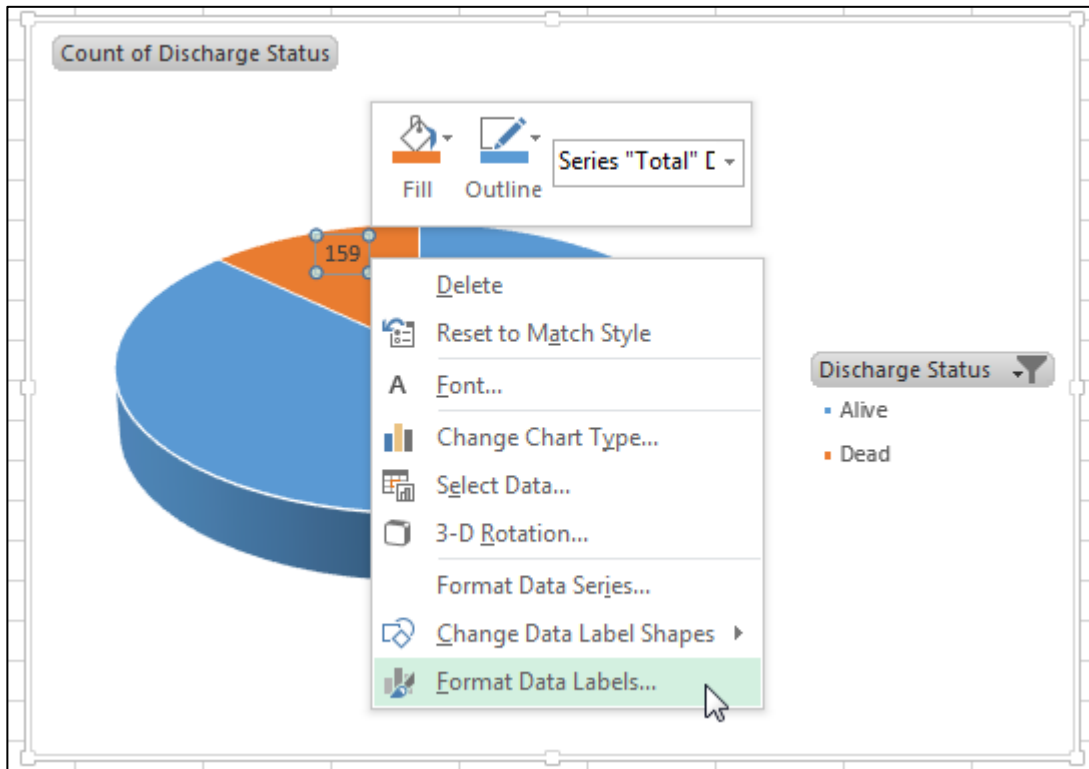 Count of Discharge Status
Fill
Outline
Series "Total" D
159
Delete
Reset to Match Style
A
Font...
Change Chart Type...
Select Data...
3-D Rotation...
Format Data Series...
Change Data Label Shapes
Format Data Labels...
Discharge Status
Alive
Dead